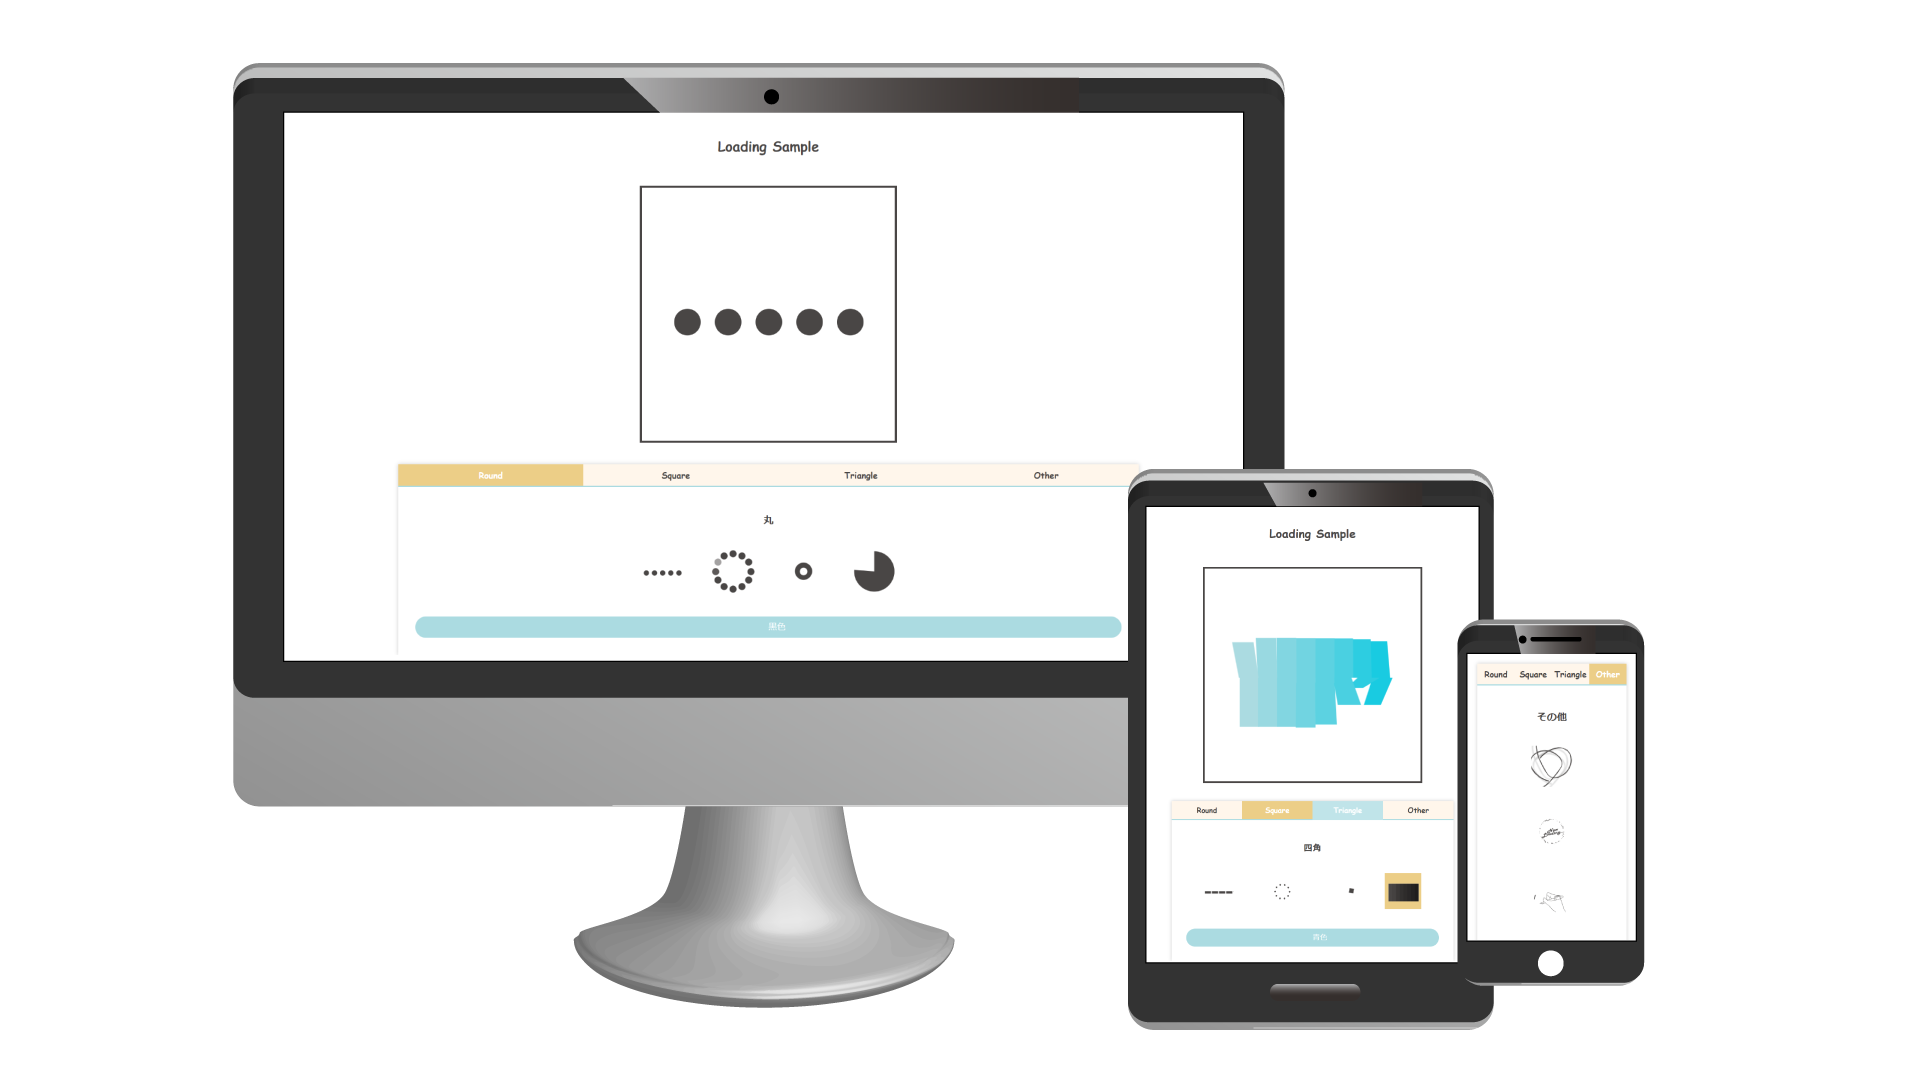 Loading Sample
Round Square Triangle Other
丸
黒色
Loading Sample
Round Square Triangle Other
四角
青色
Round Square Triangle Other
その他